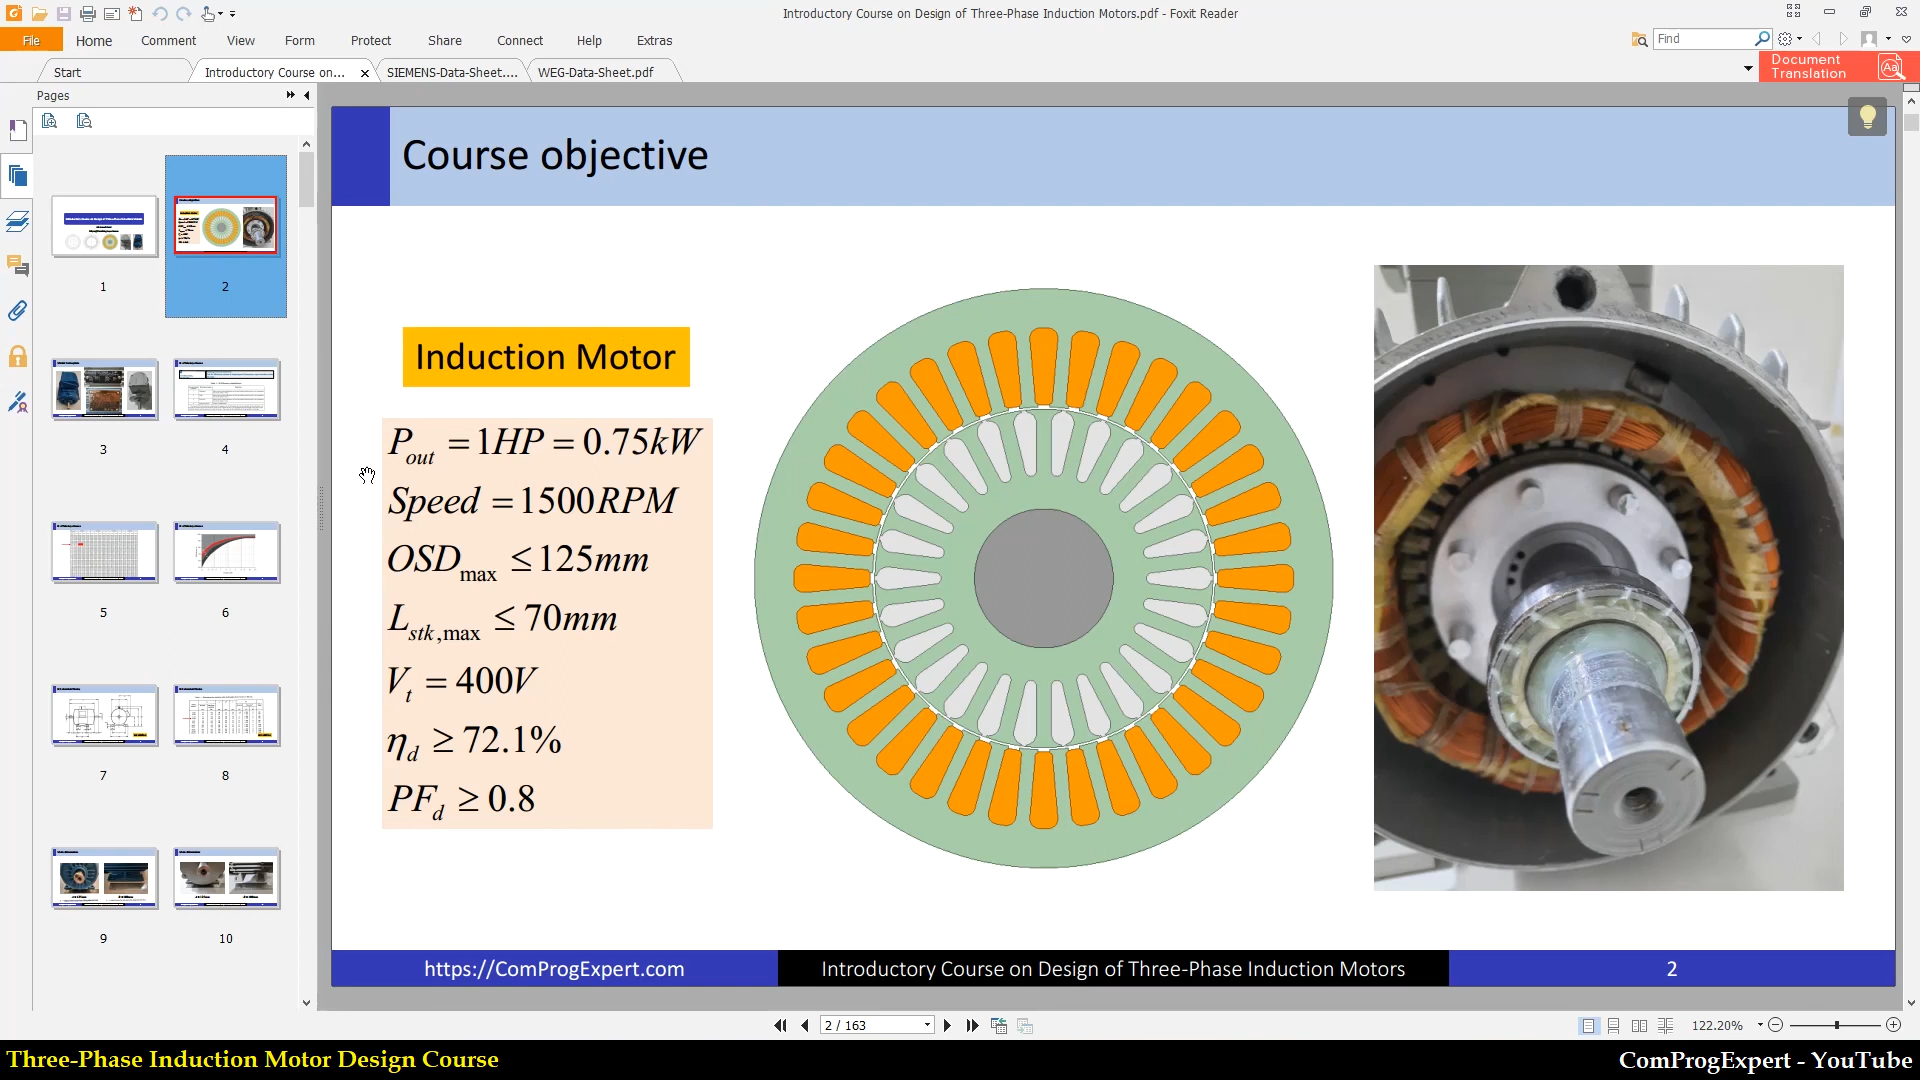 Introductory Course on Design of Three-Phase Induction Motors.pdf - Foxit Reader
File Home Comment View Form Protect Share Connect Help Extras
Find
Start
Introductory Course on...
SIEMENS-Data-Sheet....
WEG-Data-Sheet.pdf
Document Translation
Pages
1
2
3
4
5
6
7
8
9
10
Course objective
Induction Motor
P_out = 1HP = 0.75kW
Speed = 1500RPM
OSD_max ≤ 125mm
L_stk,max ≤ 70mm
V_t = 400V
η_d ≥ 72.1%
PF_d ≥ 0.8
https://ComProgExpert.com
Introductory Course on Design of Three-Phase Induction Motors
2
2 / 163
122.20%
Three-Phase Induction Motor Design Course
ComProgExpert - YouTube